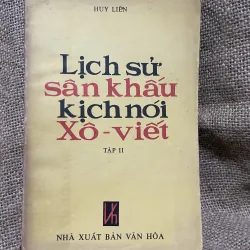 HUY LIÊN
Lịch sử
sân khấu
kịch nói
Xô-viết
TẬP II
NHÀ XUẤT BẢN VĂN HÓA